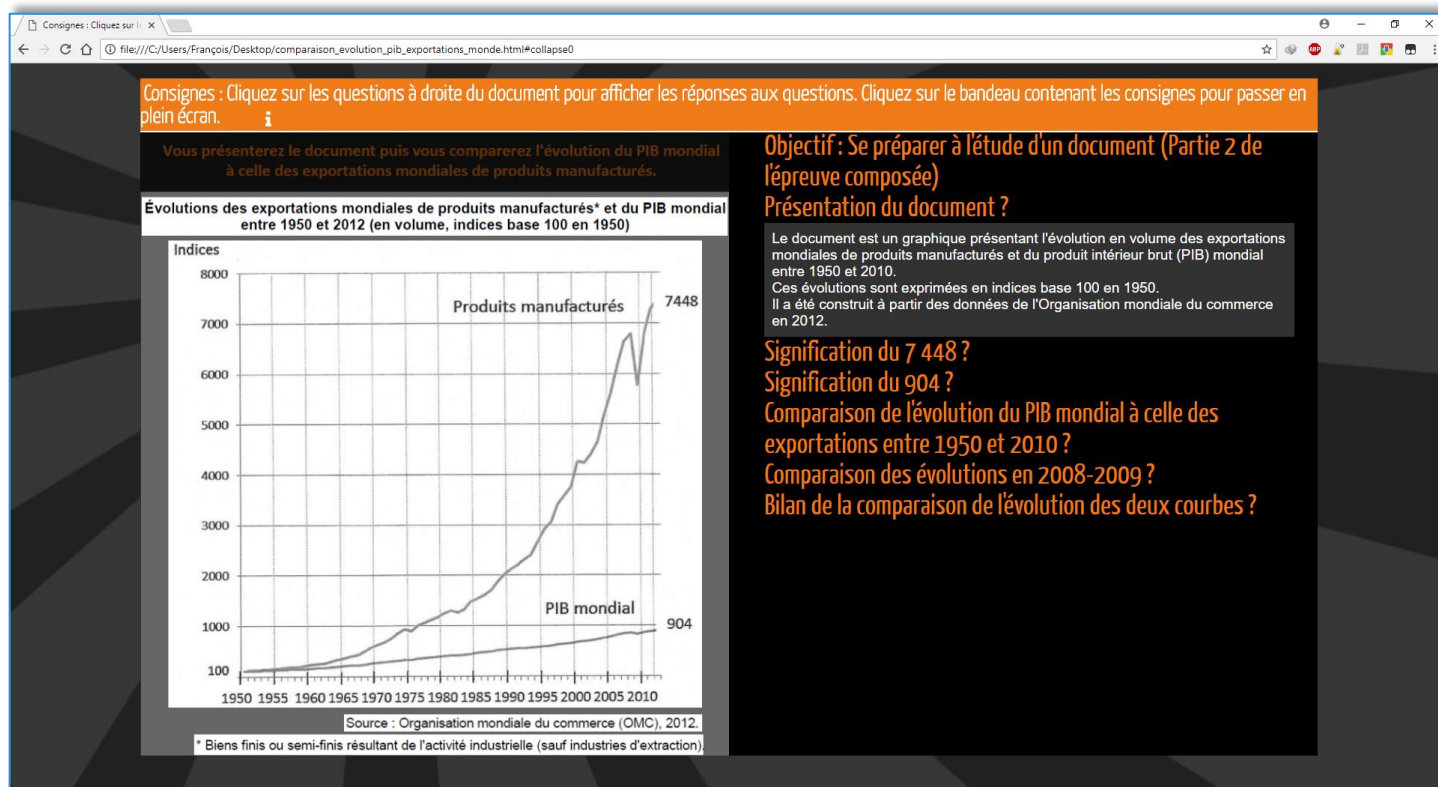 Consignes : Cliquez sur l
file:///C:/Users/François/Desktop/comparaison_evolution_pib_exportations_monde.html#collapse0
Consignes : Cliquez sur les questions à droite du document pour afficher les réponses aux questions. Cliquez sur le bandeau contenant les consignes pour passer en
plein écran.
Vous présenterez le document puis vous comparerez l'évolution du PIB mondial
à celle des exportations mondiales de produits manufacturés.
Évolutions des exportations mondiales de produits manufacturés* et du PIB mondial
entre 1950 et 2012 (en volume, indices base 100 en 1950)
Indices
8000
Produits manufacturés
7448
7000
6000
5000
4000
3000
2000
PIB mondial
1000
904
100
1950 1955 1960 1965 1970 1975 1980 1985 1990 1995 2000 2005 2010
Source : Organisation mondiale du commerce (OMC), 2012.
* Biens finis ou semi-finis résultant de l'activité industrielle (sauf industries d'extraction).
Objectif : Se préparer à l'étude d'un document (Partie 2 de
l'épreuve composée)
Présentation du document ?
Le document est un graphique présentant l'évolution en volume des exportations
mondiales de produits manufacturés et du produit intérieur brut (PIB) mondial
entre 1950 et 2010.
Ces évolutions sont exprimées en indices base 100 en 1950.
Il a été construit à partir des données de l'Organisation mondiale du commerce
en 2012.
Signification du 7 448 ?
Signification du 904 ?
Comparaison de l'évolution du PIB mondial à celle des
exportations entre 1950 et 2010 ?
Comparaison des évolutions en 2008-2009 ?
Bilan de la comparaison de l'évolution des deux courbes ?